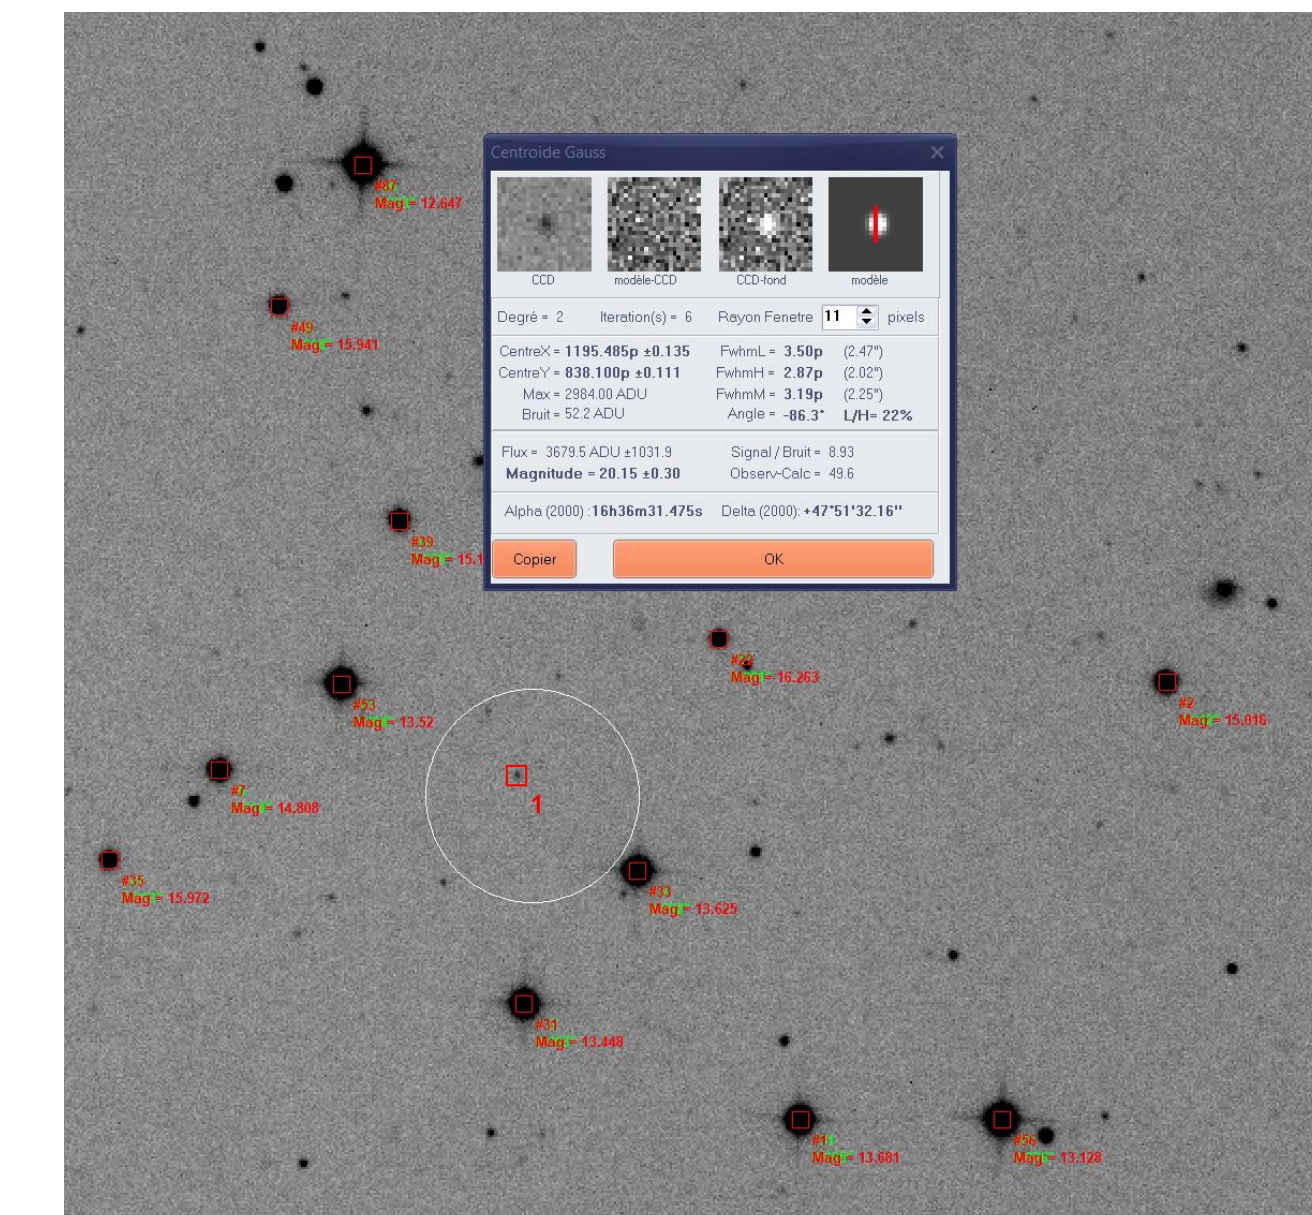 #87
Mag = 12.647
Centroide Gauss
CCD
modèle-CCD
CCD-fond
modèle
#49
Mag = 15.941
Degré = 2 Iteration(s) = 6 Rayon Fenetre 11 pixels
CentreX = 1195.485p ±0.135 FwhmL = 3.50p (2.47")
CentreY = 838.100p ±0.111 FwhmH = 2.87p (2.02")
Max = 2984.00 ADU FwhmM = 3.19p (2.25")
Bruit = 52.2 ADU Angle = -86.3° L/H= 22%
Flux = 3679.5 ADU ±1031.9 Signal / Bruit = 8.93
Magnitude = 20.15 ±0.30 Observ-Calc = 49.6
Alpha (2000) :16h36m31.475s Delta (2000): +47°51'32.16''
#39
Mag = 15.1
Copier OK
#22
Mag = 16.263
#53
Mag = 13.52
#2
Mag = 15.016
#7
Mag = 14.808
1
#35
Mag = 15.972
#33
Mag = 13.625
#31
Mag = 13.448
Mag = 13.681
#56
Mag = 13.128